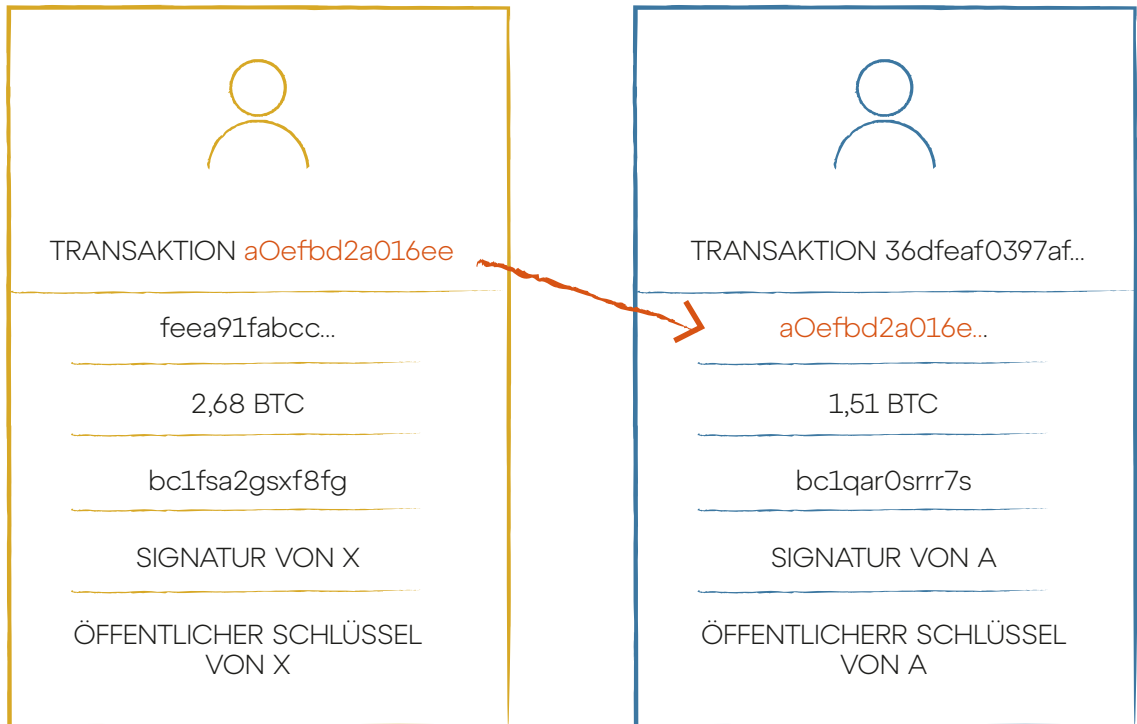 TRANSAKTION aOefbd2a016ee
feea91fabcc...
2,68 BTC
bc1fsa2gsxf8fg
SIGNATUR VON X
ÖFFENTLICHER SCHLÜSSEL
VON X
TRANSAKTION 36dfeaf0397af...
aOefbd2a016e...
1,51 BTC
bc1qar0srrr7s
SIGNATUR VON A
ÖFFENTLICHERR SCHLÜSSEL
VON A